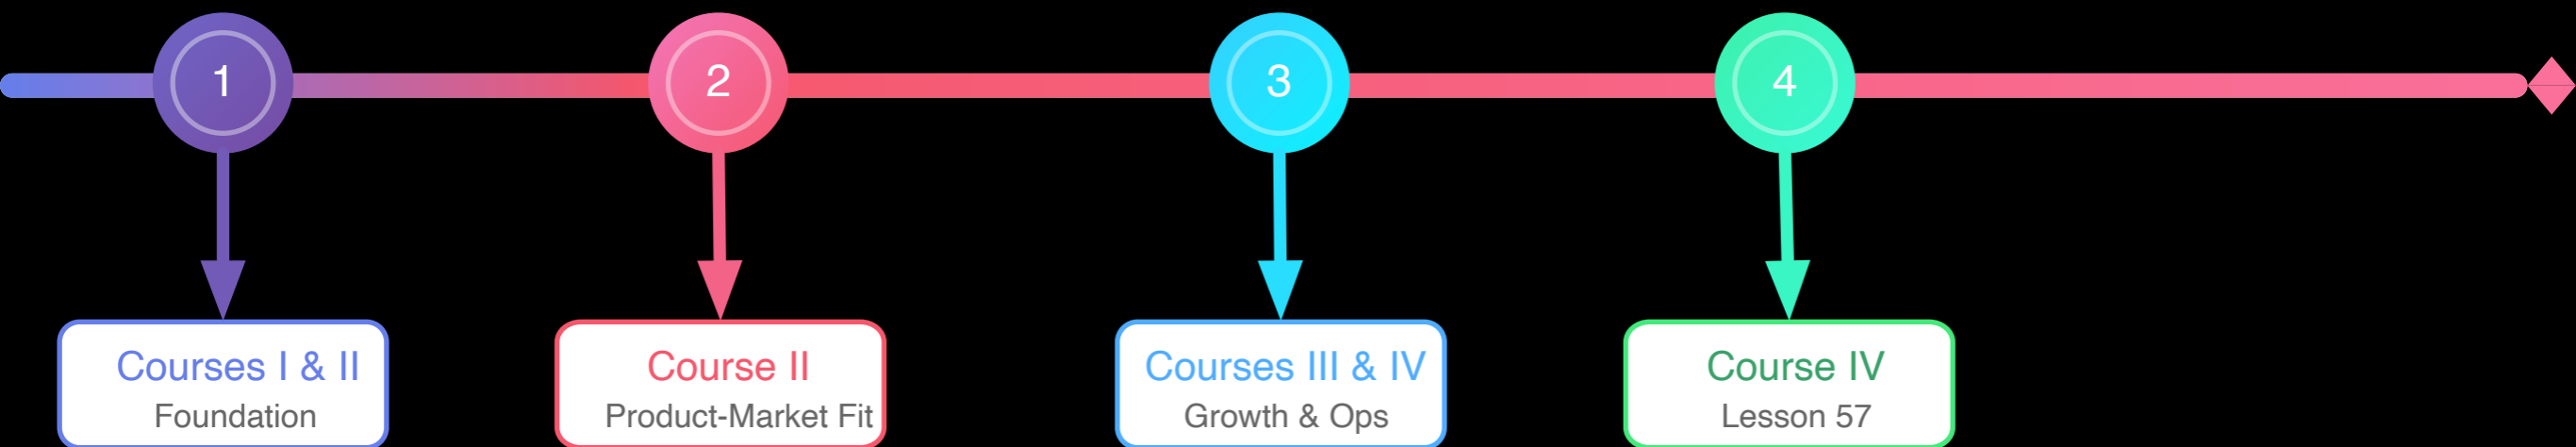 1
2
3
4
Courses I & II
Foundation
Course II
Product-Market Fit
Courses III & IV
Growth & Ops
Course IV
Lesson 57